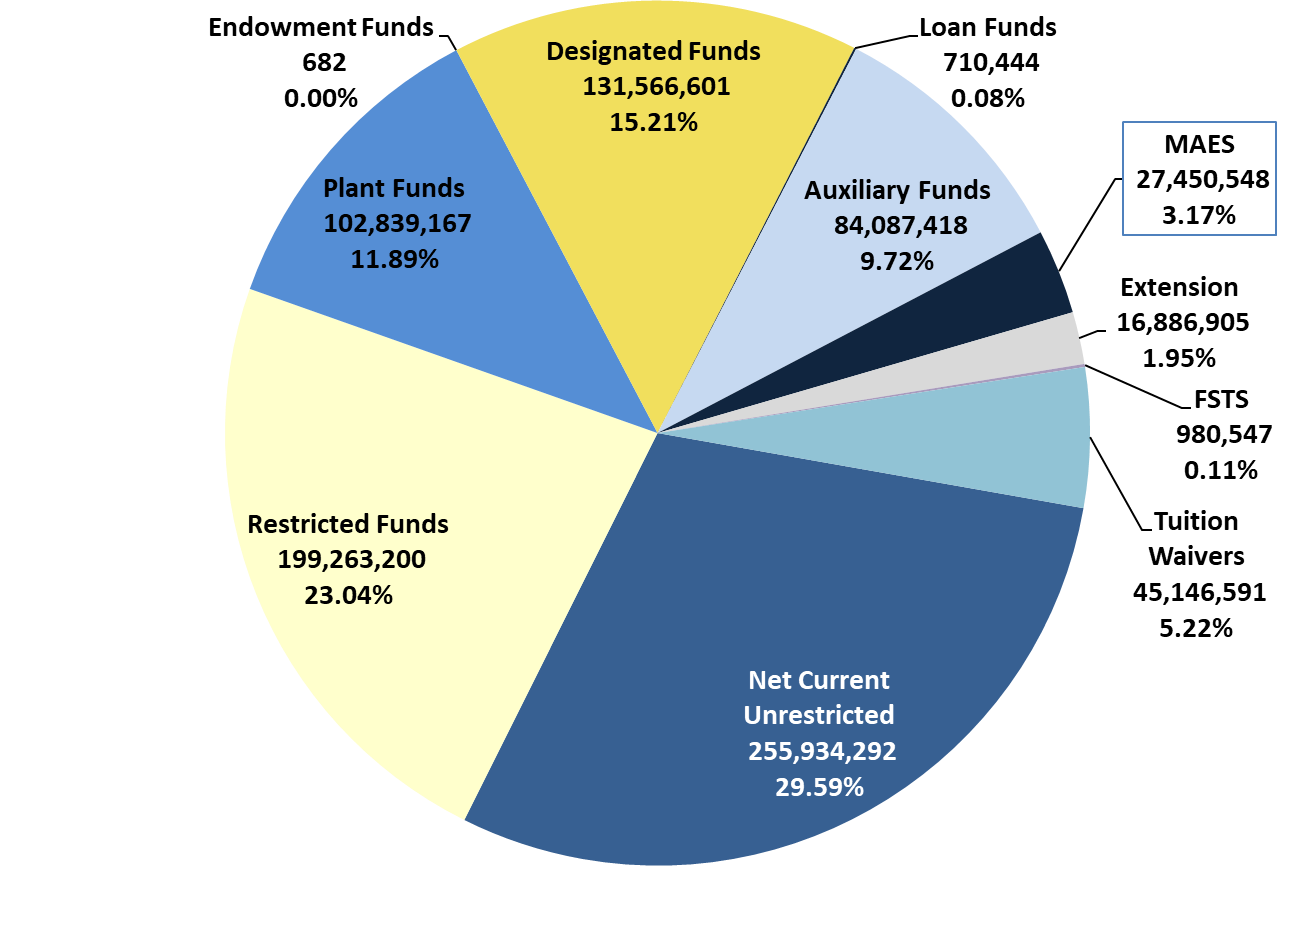 Endowment Funds
682
0.00%
Designated Funds
131,566,601
15.21%
Loan Funds
710,444
0.08%
Plant Funds
102,839,167
11.89%
Auxiliary Funds
84,087,418
9.72%
MAES
27,450,548
3.17%
Extension
16,886,905
1.95%
FSTS
980,547
0.11%
Restricted Funds
199,263,200
23.04%
Tuition
Waivers
45,146,591
5.22%
Net Current
Unrestricted
255,934,292
29.59%